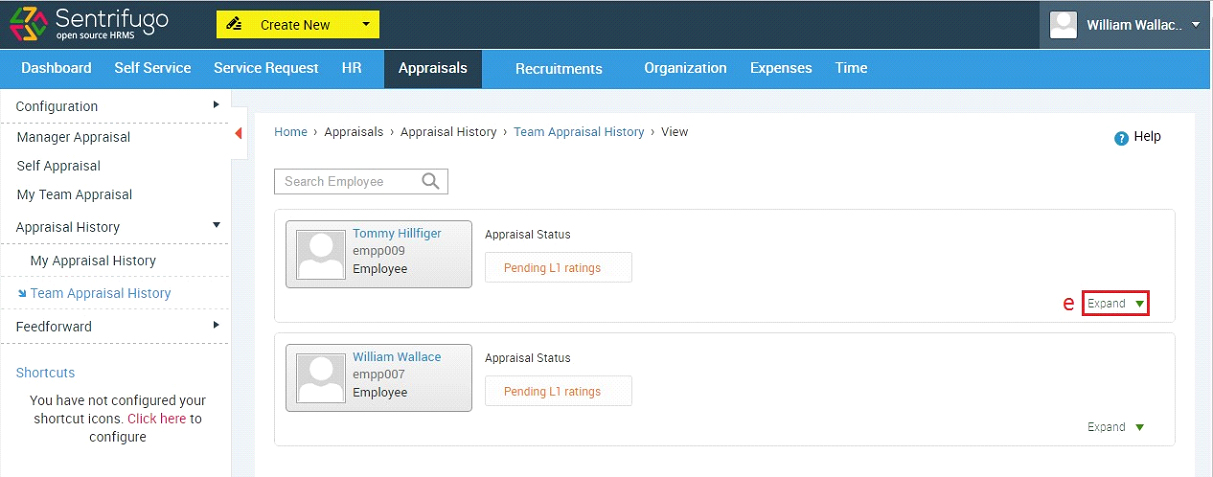 Sentrifugo
open source HRMS
Create New
William Wallac..
Dashboard Self Service Service Request HR Appraisals Recruitments Organization Expenses Time
Configuration
Manager Appraisal
Self Appraisal
My Team Appraisal
Appraisal History
My Appraisal History
Team Appraisal History
Feedforward
Shortcuts
You have not configured your
shortcut icons. Click here to
configure
Home › Appraisals › Appraisal History › Team Appraisal History › View
? Help
Search Employee
Tommy Hillfiger
empp009
Employee
Appraisal Status
Pending L1 ratings
e Expand
William Wallace
empp007
Employee
Appraisal Status
Pending L1 ratings
Expand